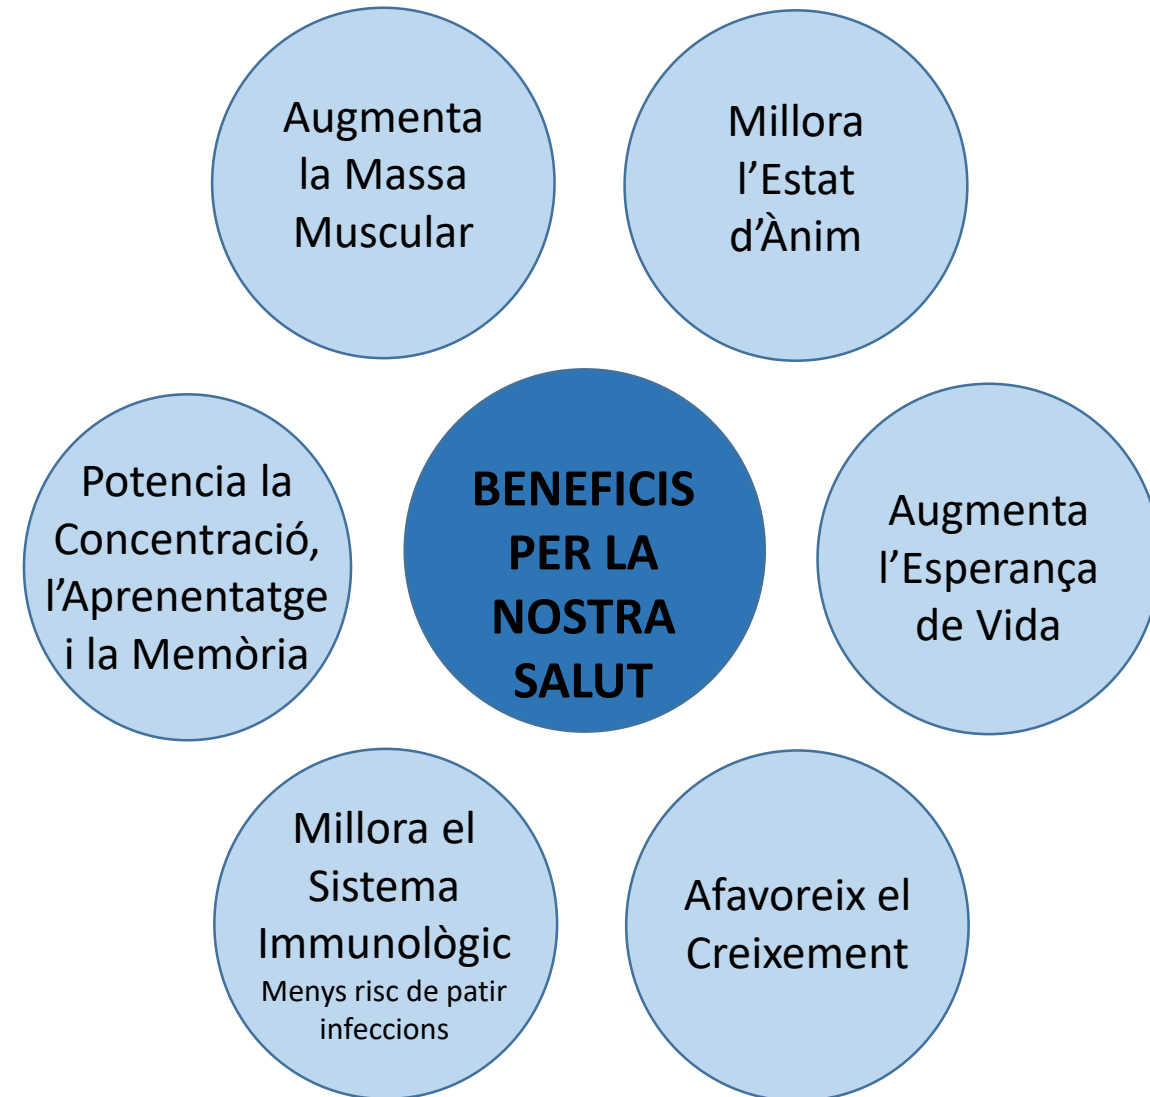 Augmenta
la Massa
Muscular
Millora
l’Estat
d’Ànim
Potencia la
Concentració,
l’Aprenentatge
i la Memòria
BENEFICIS
PER LA
NOSTRA
SALUT
Augmenta
l’Esperança
de Vida
Millora el
Sistema
Immunològic
Menys risc de patir
infeccions
Afavoreix el
Creixement